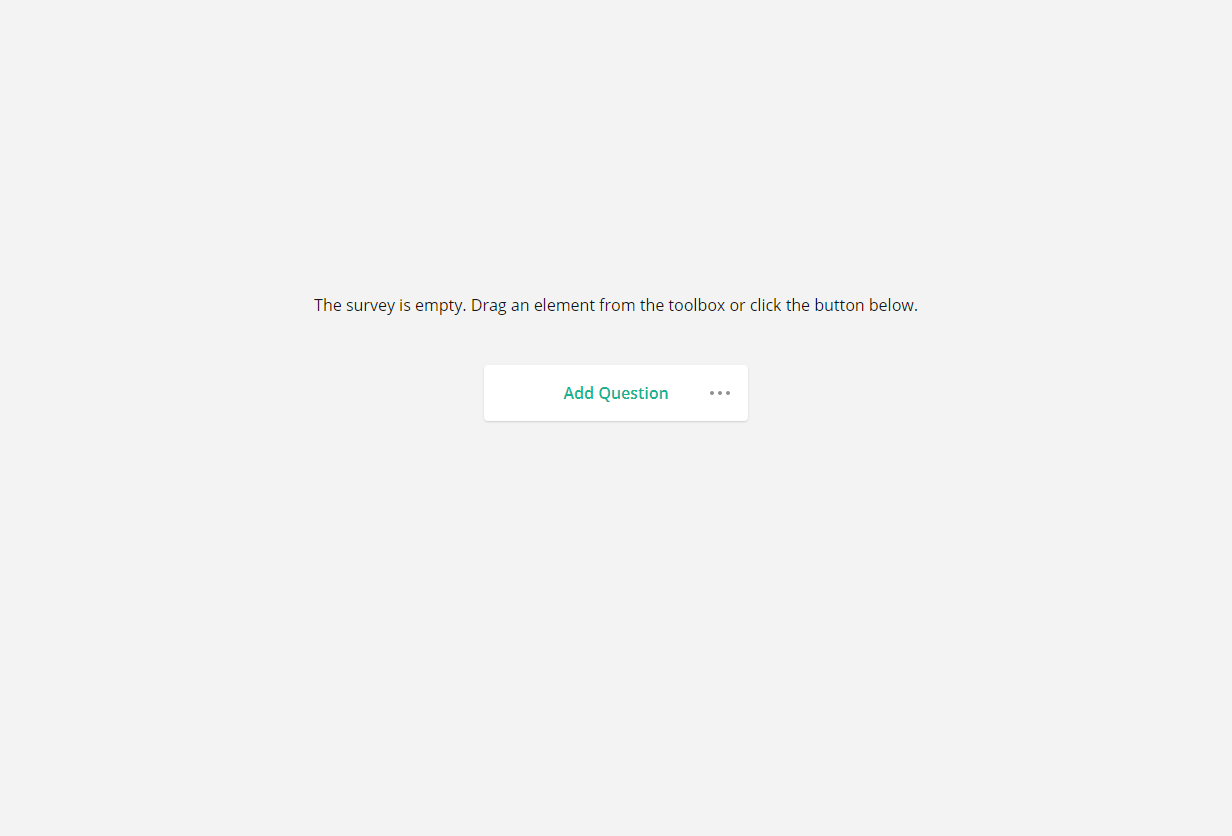 The survey is empty. Drag an element from the toolbox or click the button below.
Add Question